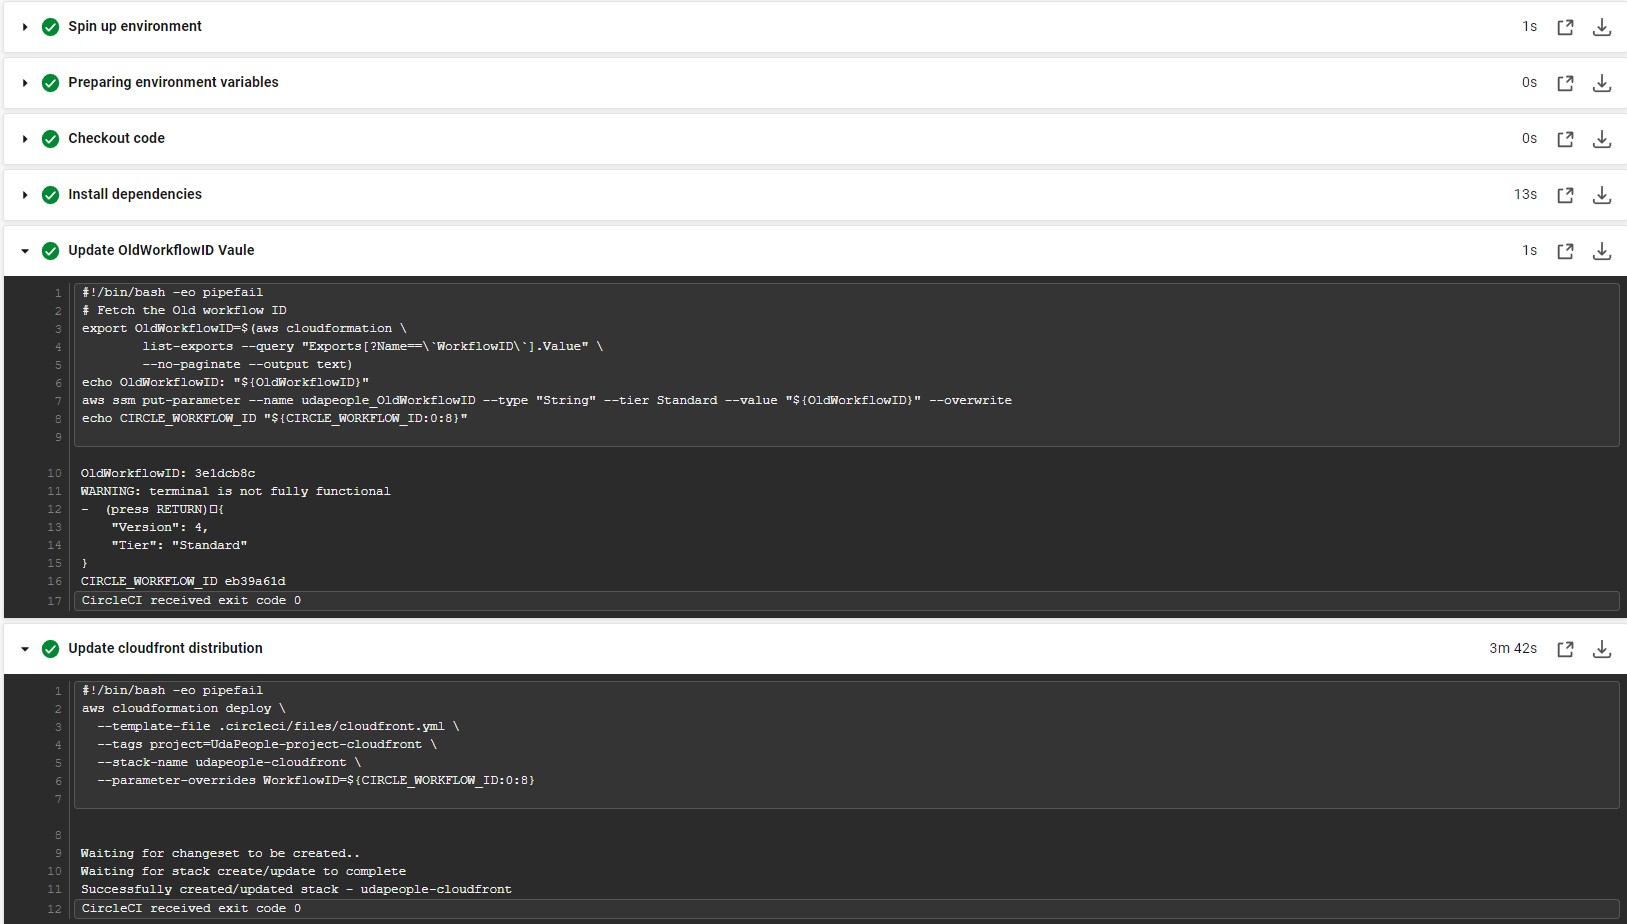 Spin up environment 1s
Preparing environment variables 0s
Checkout code 0s
Install dependencies 13s
Update OldWorkflowID Vaule 1s
1 #!/bin/bash -eo pipefail
2 # Fetch the Old workflow ID
3 export OldWorkflowID=$(aws cloudformation \
4 list-exports --query "Exports[?Name==\`WorkflowID\`].Value" \
5 --no-paginate --output text)
6 echo OldWorkflowID: "${OldWorkflowID}"
7 aws ssm put-parameter --name udapeople_OldWorkflowID --type "String" --tier Standard --value "${OldWorkflowID}" --overwrite
8 echo CIRCLE_WORKFLOW_ID "${CIRCLE_WORKFLOW_ID:0:8}"
9
10 OldWorkflowID: 3e1dcb8c
11 WARNING: terminal is not fully functional
12 -  (press RETURN)▯{
13 "Version": 4,
14 "Tier": "Standard"
15 }
16 CIRCLE_WORKFLOW_ID eb39a61d
17 CircleCI received exit code 0
Update cloudfront distribution 3m 42s
1 #!/bin/bash -eo pipefail
2 aws cloudformation deploy \
3 --template-file .circleci/files/cloudfront.yml \
4 --tags project=UdaPeople-project-cloudfront \
5 --stack-name udapeople-cloudfront \
6 --parameter-overrides WorkflowID=${CIRCLE_WORKFLOW_ID:0:8}
7
8
9 Waiting for changeset to be created..
10 Waiting for stack create/update to complete
11 Successfully created/updated stack - udapeople-cloudfront
12 CircleCI received exit code 0